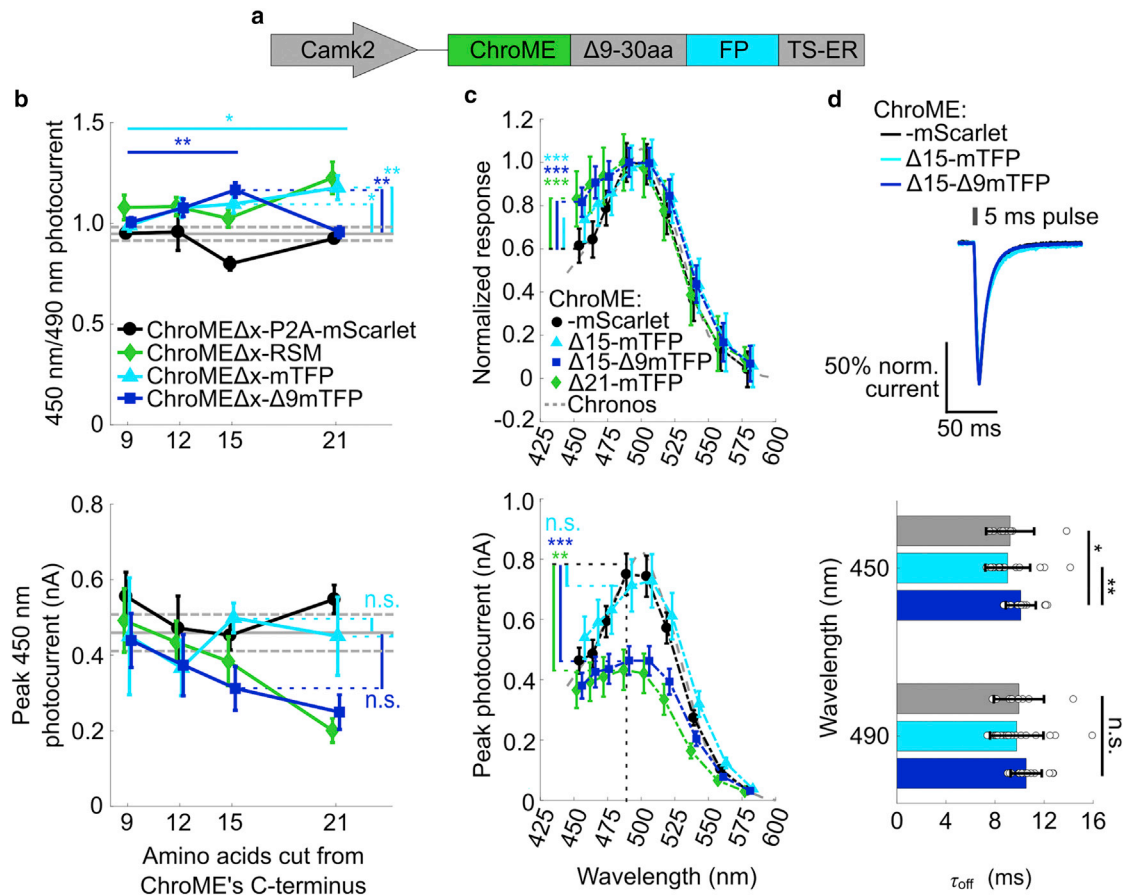 a
Camk2
ChroME
Δ9-30aa
FP
TS-ER
b
450 nm/490 nm photocurrent
1.5
1.0
0.5
0
*
**
**
**
*
ChroMEΔx-P2A-mScarlet
ChroMEΔx-RSM
ChroMEΔx-mTFP
ChroMEΔx-Δ9mTFP
9
12
15
21
Peak 450 nm
photocurrent (nA)
0.8
0.6
0.4
0.2
0
n.s.
n.s.
9
12
15
21
Amino acids cut from
ChroME's C-terminus
c
Normalized response
1.2
1.0
0.8
0.6
0.4
0.2
0
-0.2
***
***
***
ChroME:
-mScarlet
Δ15-mTFP
Δ15-Δ9mTFP
Δ21-mTFP
Chronos
425
450
475
500
525
550
575
600
Peak photocurrent (nA)
1.0
0.8
0.6
0.4
0.2
0
n.s.
***
**
425
450
475
500
525
550
575
600
Wavelength (nm)
d
ChroME:
-mScarlet
Δ15-mTFP
Δ15-Δ9mTFP
5 ms pulse
50% norm.
current
50 ms
Wavelength (nm)
450
490
*
**
n.s.
0
4
8
12
16
τoff (ms)